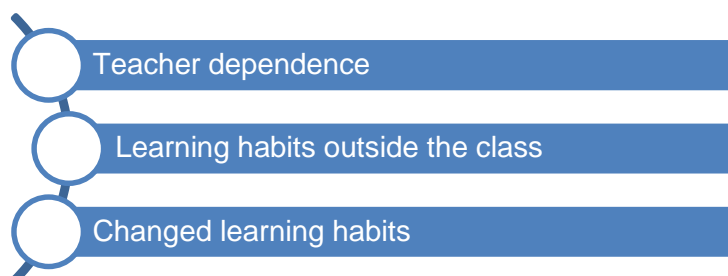 Teacher dependence
Learning habits outside the class
Changed learning habits